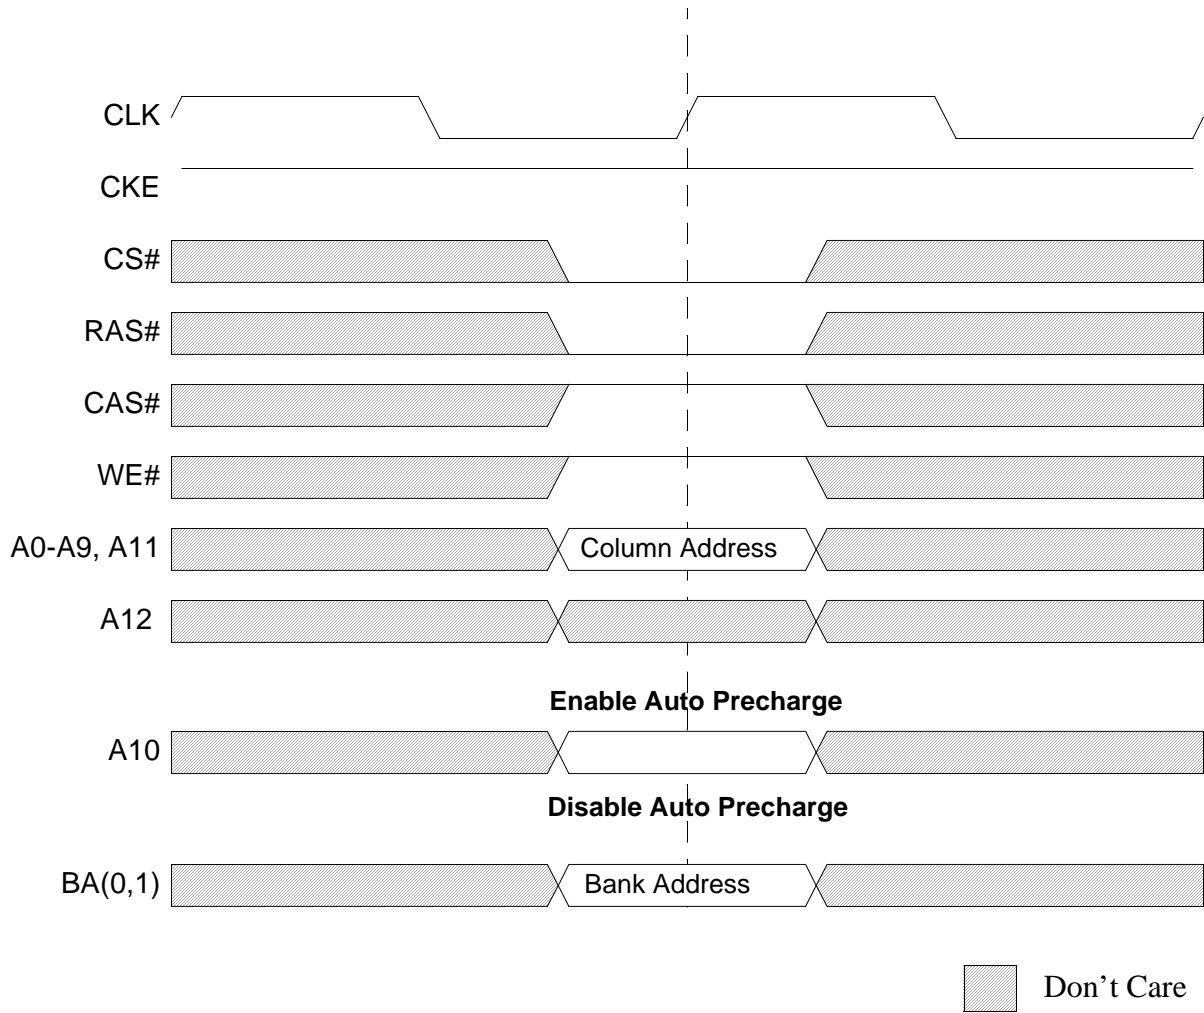 CLK
CKE
CS#
RAS#
CAS#
WE#
A0-A9, A11
Column Address
A12
Enable Auto Precharge
A10
Disable Auto Precharge
BA(0,1)
Bank Address
Don’t Care